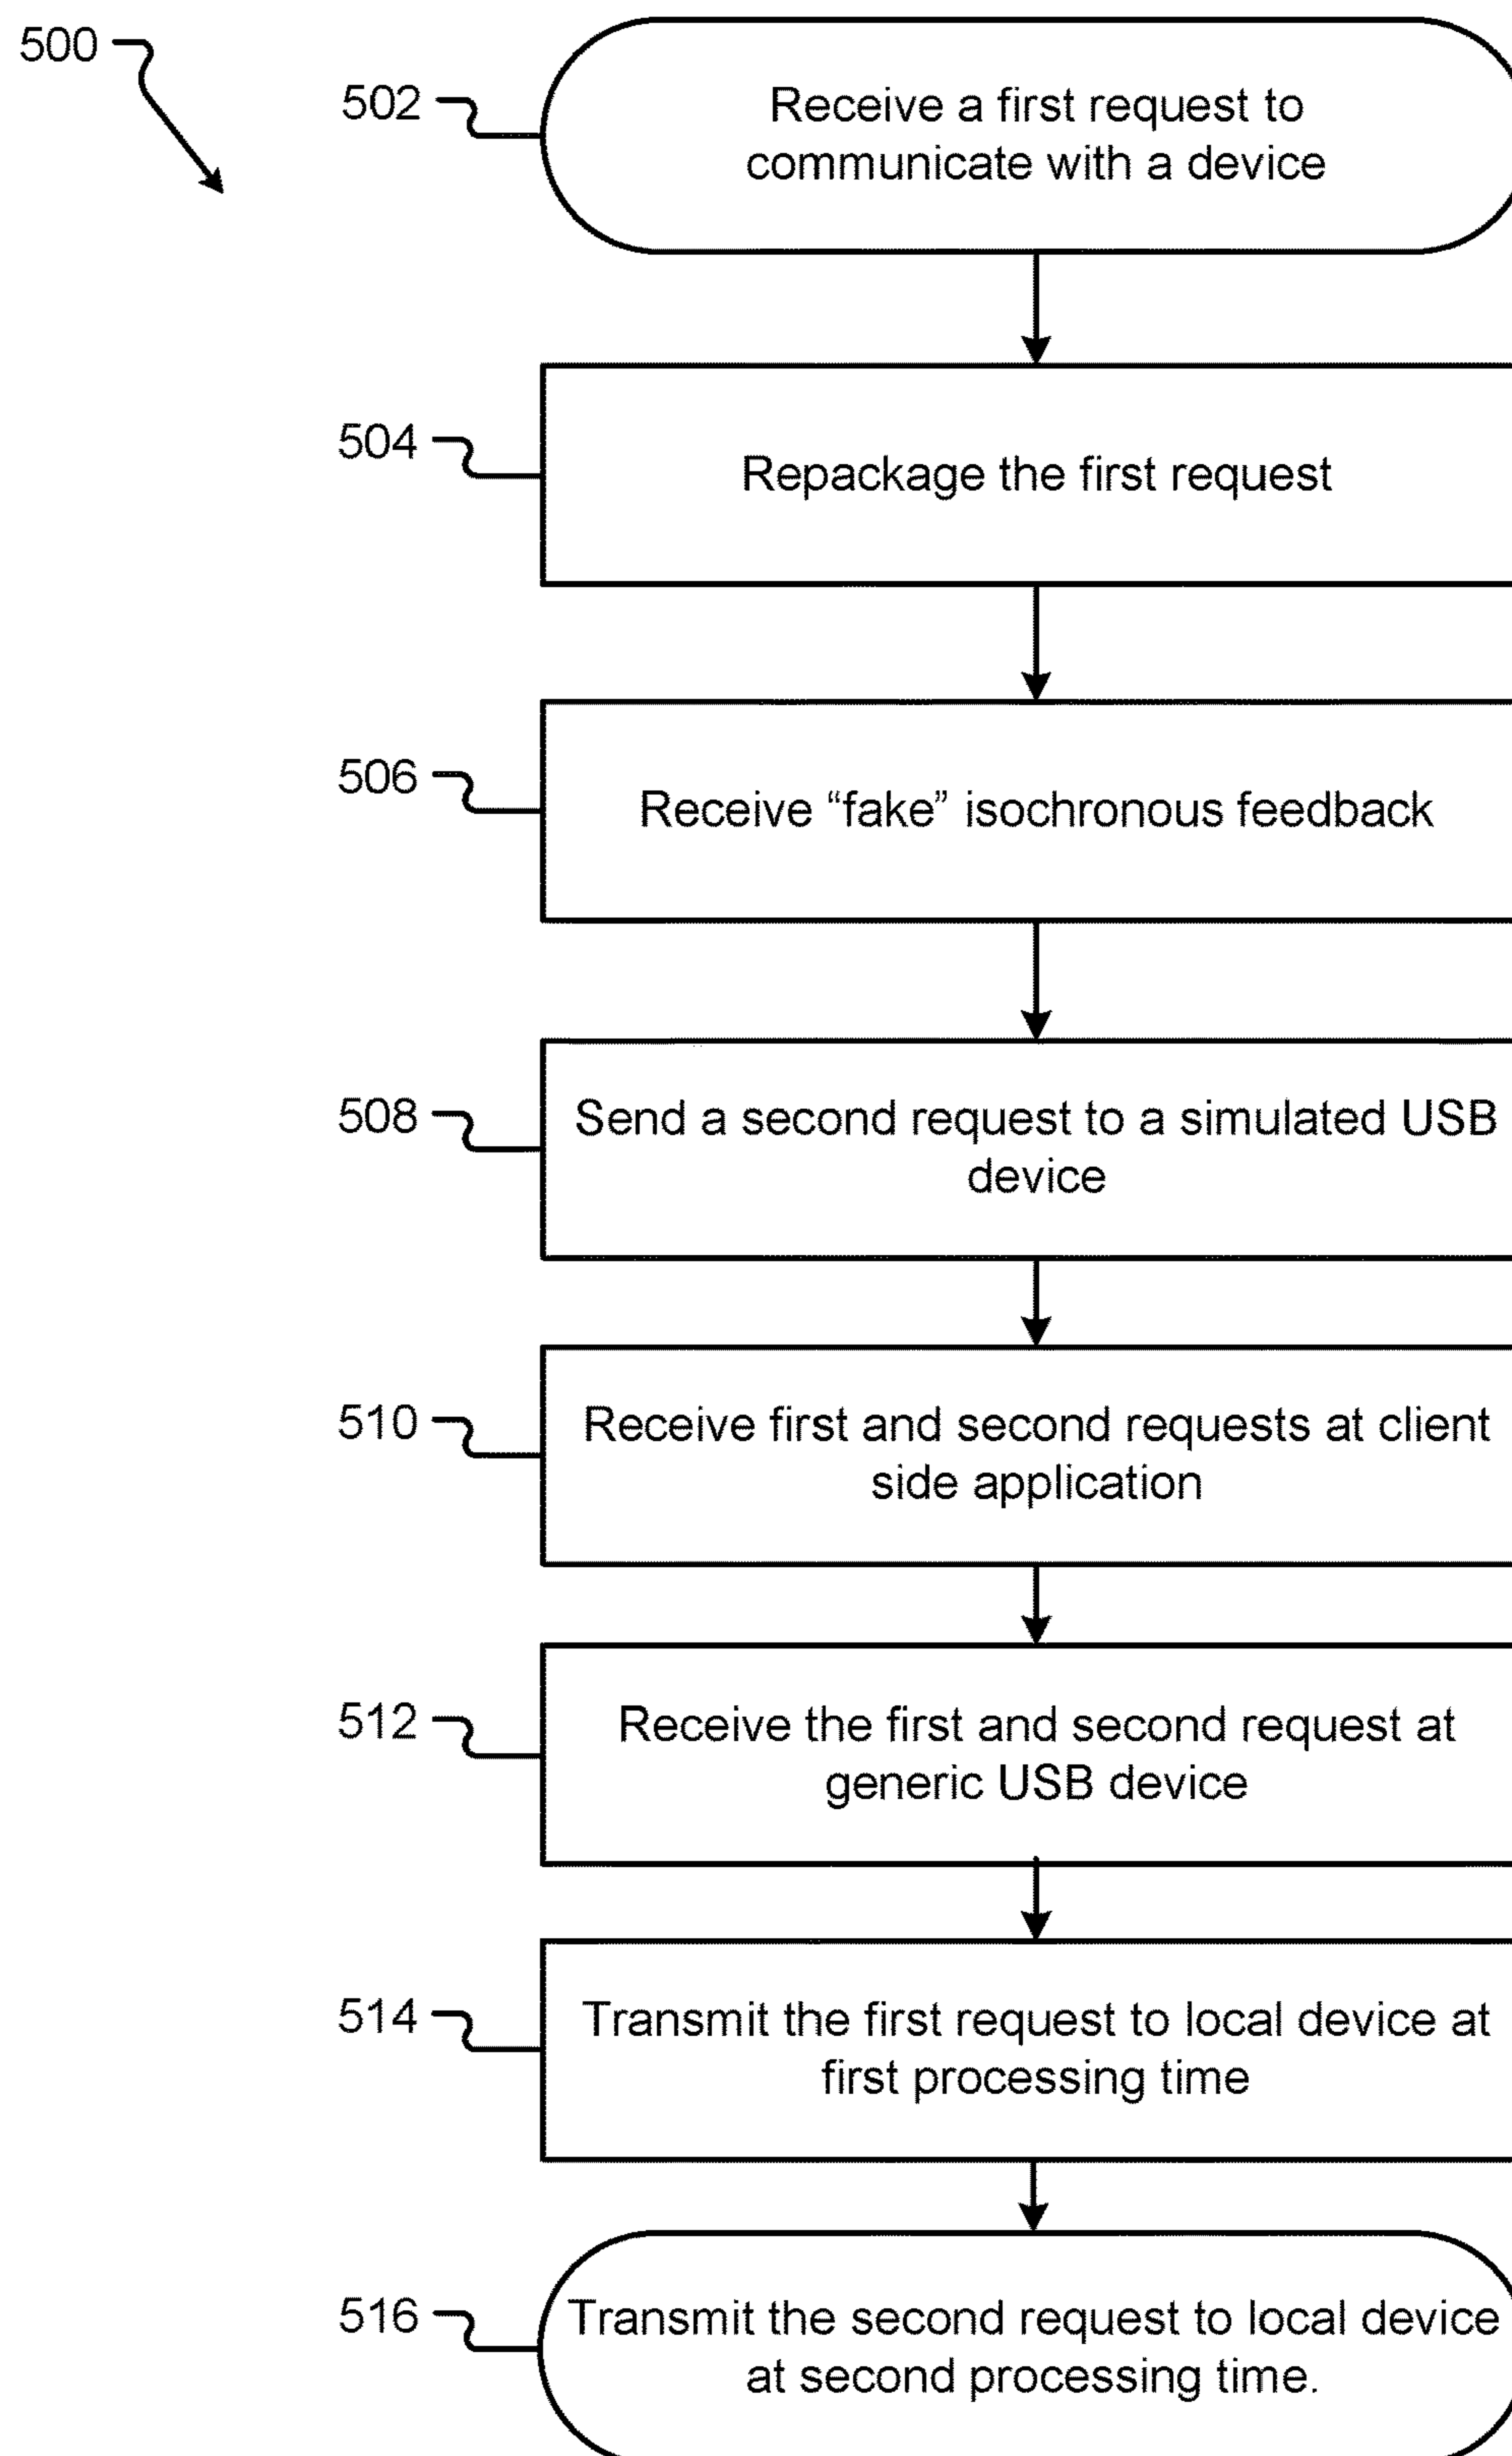 500
502
Receive a first request to
communicate with a device
504
Repackage the first request
506
Receive “fake” isochronous feedback
508
Send a second request to a simulated USB
device
510
Receive first and second requests at client
side application
512
Receive the first and second request at
generic USB device
514
Transmit the first request to local device at
first processing time
516
Transmit the second request to local device
at second processing time.